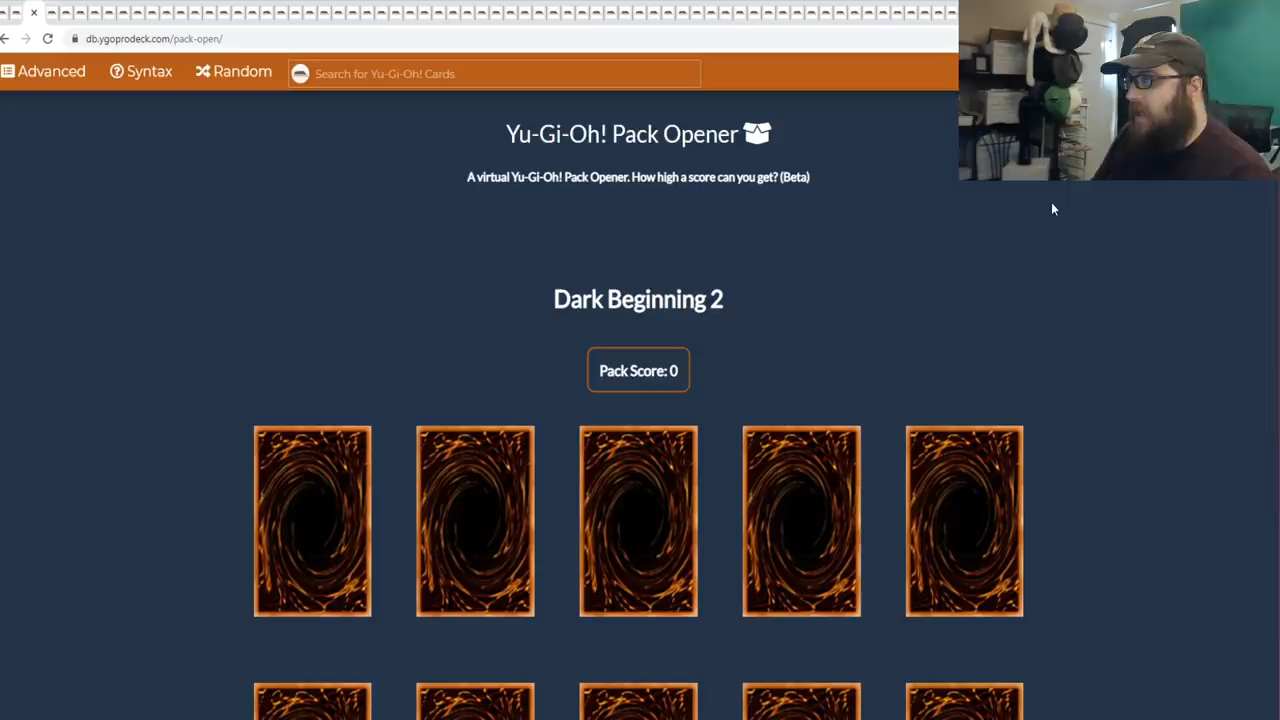 db.ygoprodeck.com/pack-open/
Advanced
Syntax
Random
Search for Yu-Gi-Oh! Cards
Yu-Gi-Oh! Pack Opener
A virtual Yu-Gi-Oh! Pack Opener. How high a score can you get? (Beta)
Dark Beginning 2
Pack Score: 0